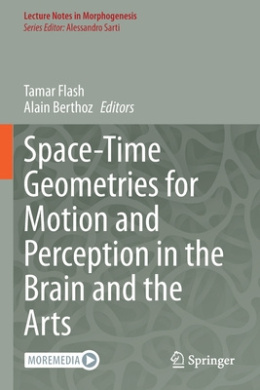 Lecture Notes in Morphogenesis
Series Editor: Alessandro Sarti
Tamar Flash
Alain Berthoz Editors
Space-Time
Geometries for
Motion and
Perception in the
Brain and the
Arts
MOREMEDIA
Springer